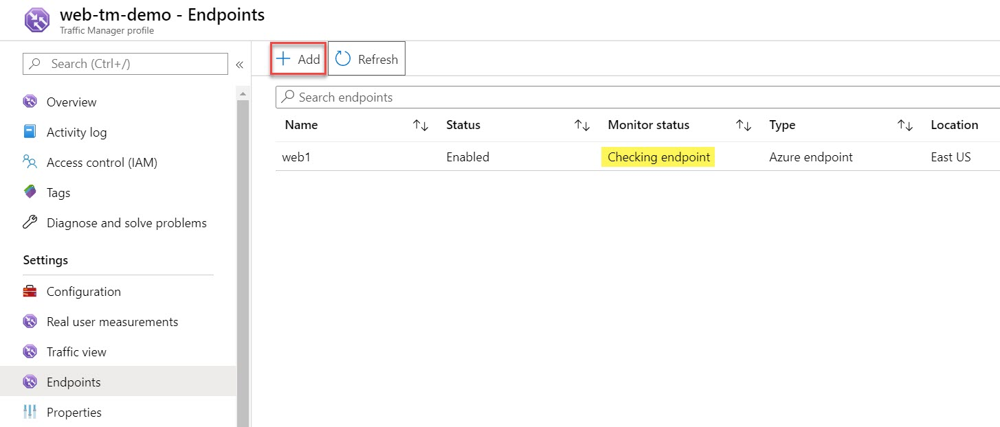 web-tm-demo - Endpoints
Traffic Manager profile
Search (Ctrl+/)
«
Overview
Activity log
Access control (IAM)
Tags
Diagnose and solve problems
Settings
Configuration
Real user measurements
Traffic view
Endpoints
Properties
Add Refresh
Search endpoints
Name Status Monitor status Type Location
web1 Enabled Checking endpoint Azure endpoint East US